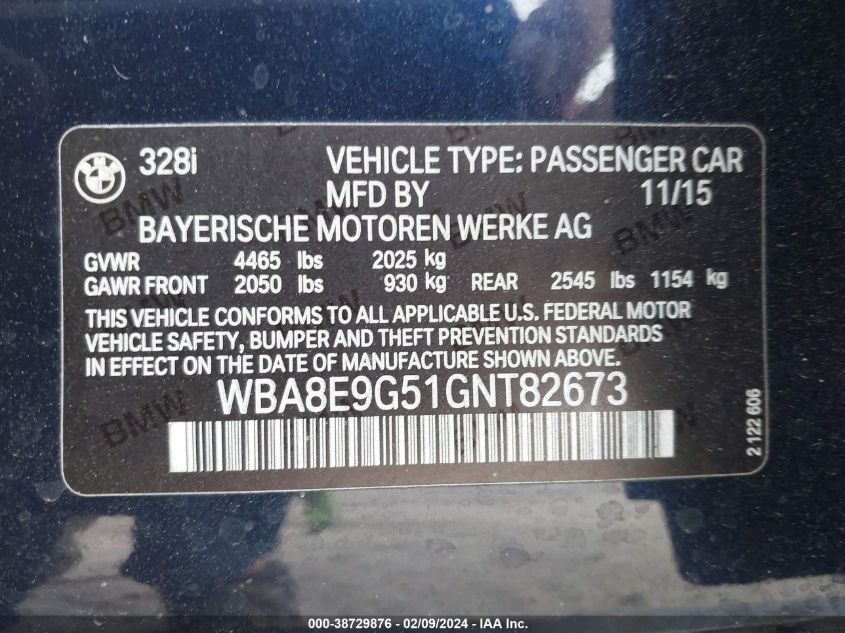 BMW 328i VEHICLE TYPE: PASSENGER CAR
MFD BY 11/15
BAYERISCHE MOTOREN WERKE AG
GVWR 4465 lbs 2025 kg
GAWR FRONT 2050 lbs 930 kg REAR 2545 lbs 1154 kg
THIS VEHICLE CONFORMS TO ALL APPLICABLE U.S. FEDERAL MOTOR
VEHICLE SAFETY, BUMPER AND THEFT PREVENTION STANDARDS
IN EFFECT ON THE DATE OF MANUFACTURE SHOWN ABOVE.
WBA8E9G51GNT82673
2 122 606
000-38729876 - 02/09/2024 - IAA Inc.